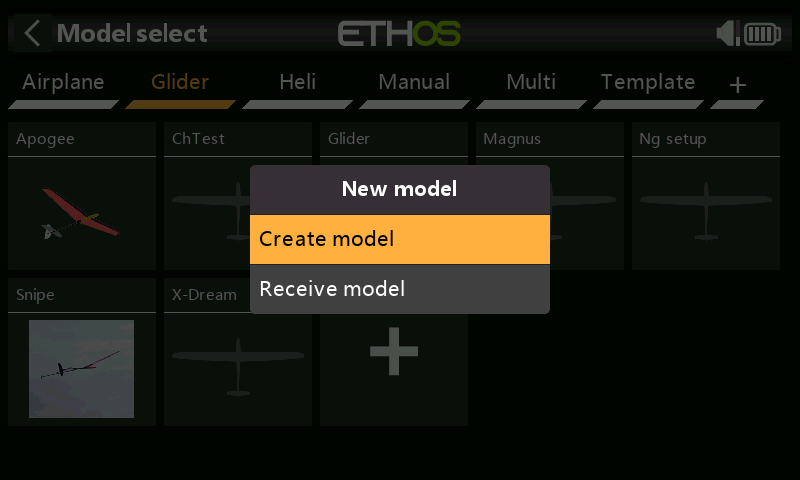 Model select
ETHOS
Airplane
Glider
Heli
Manual
Multi
Template
+
Apogee
ChTest
Glider
Magnus
Ng setup
New model
Create model
Receive model
Snipe
X-Dream
+